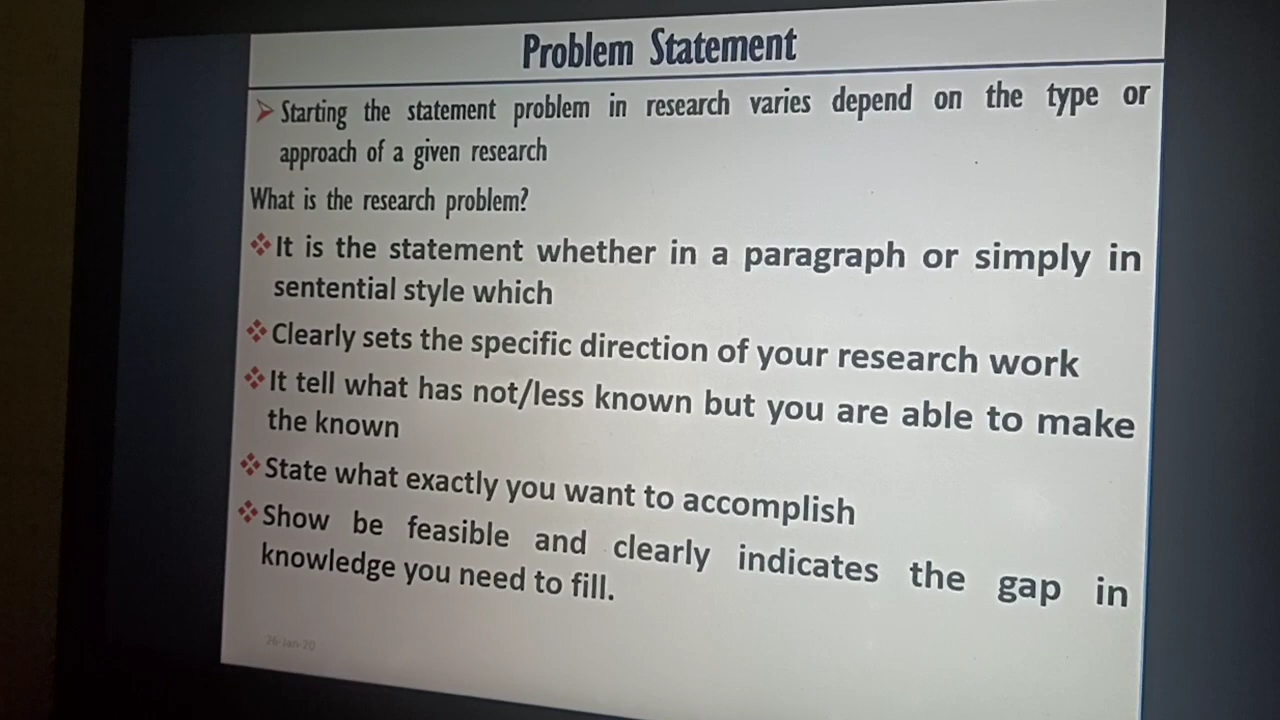 Problem Statement
Starting the statement problem in research varies depend on the type or
approach of a given research
What is the research problem?
It is the statement whether in a paragraph or simply in
sentential style which
Clearly sets the specific direction of your research work
It tell what has not/less known but you are able to make
the known
State what exactly you want to accomplish
Show be feasible and clearly indicates the gap in
knowledge you need to fill.
26-Jan-20